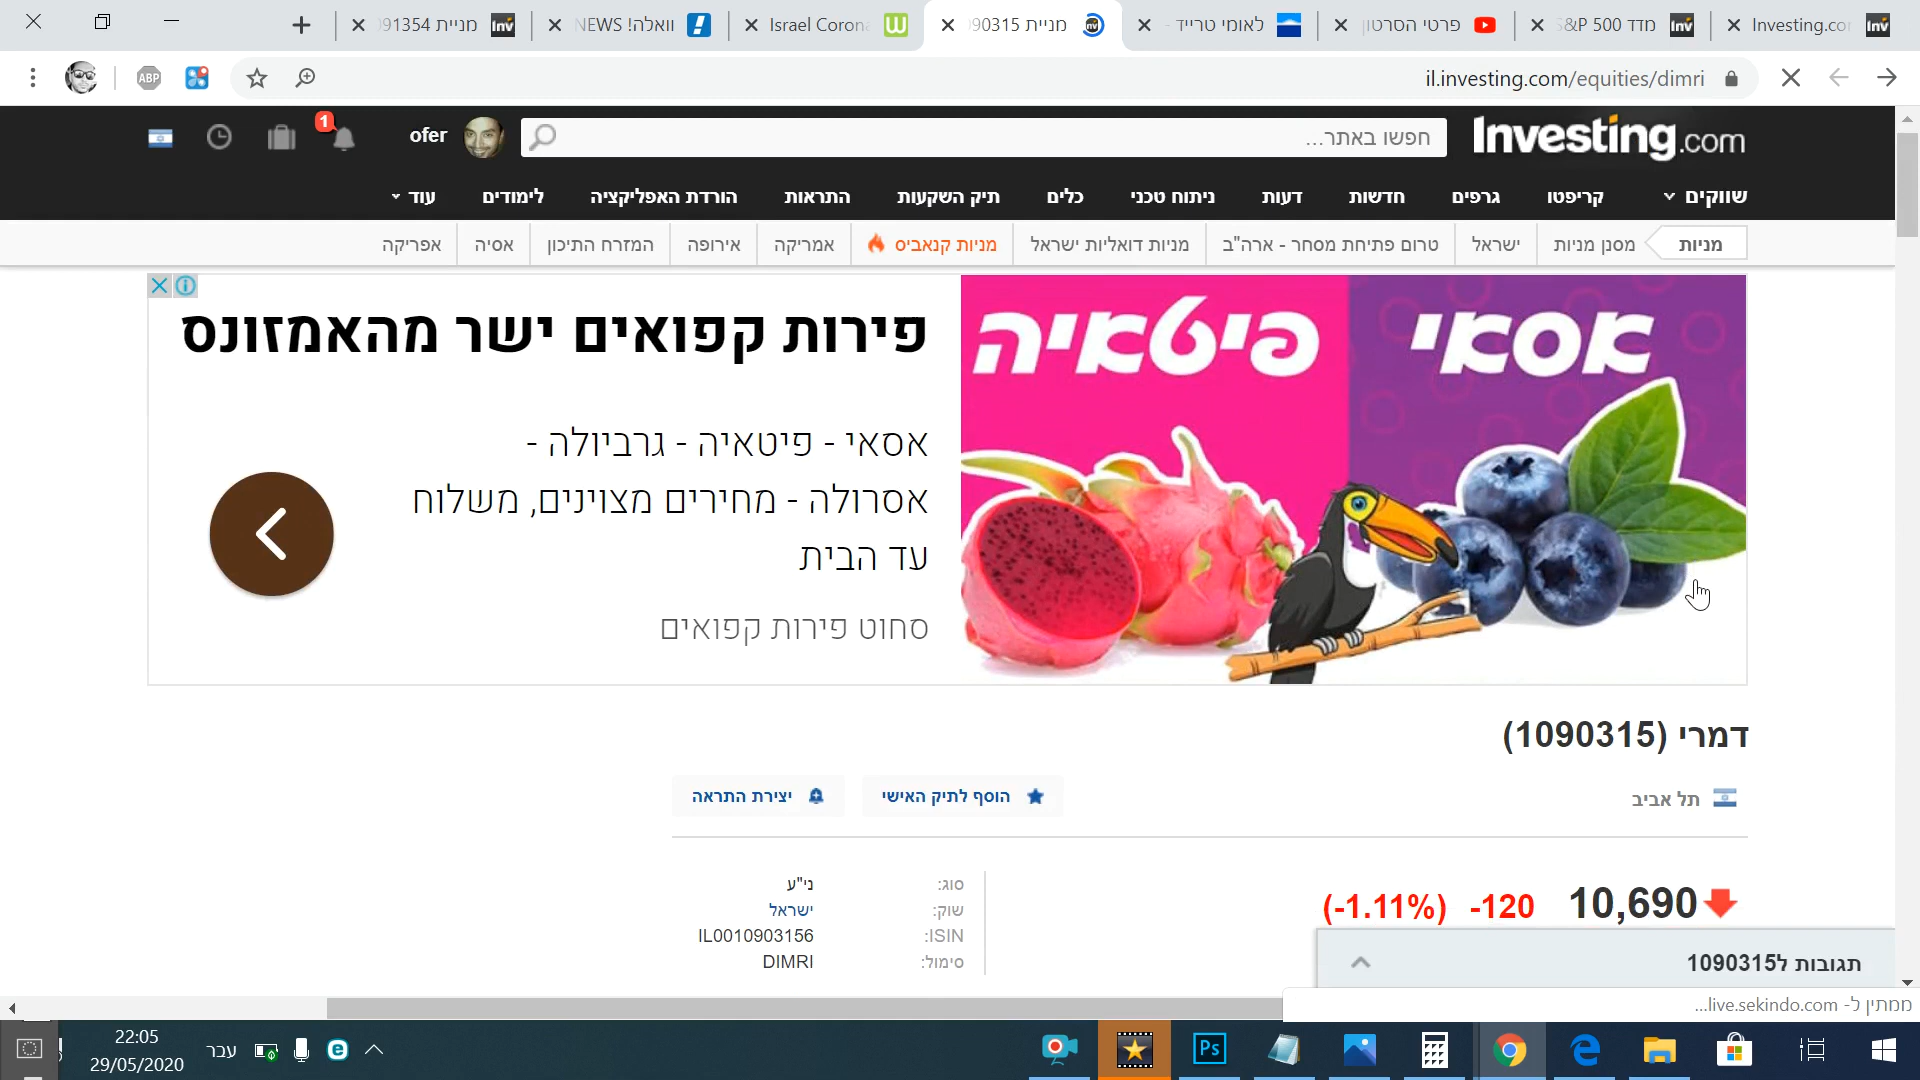 Investing.co
מדד S&P 500
פרטי הסרטון
לאומי טרייד -
מניית 90315
Israel Coron
וואלה! NEWS
מניית 91354
il.investing.com/equities/dimri
ABP
Investing.com
חפשו באתר...
ofer
1
שווקים
קריפטו
גרפים
חדשות
דעות
ניתוח טכני
כלים
תיק השקעות
התראות
הורדת האפליקציה
לימודים
עוד
מניות
מסנן מניות
ישראל
טרום פתיחת מסחר - ארה"ב
מניות דואליות ישראל
מניות קנאביס
אמריקה
אירופה
המזרח התיכון
אסיה
אפריקה
אסאי
פיטאיה
פירות קפואים ישר מהאמזונס
אסאי - פיטאיה - גרביולה -
אסרולה - מחירים מצוינים, משלוח
עד הבית
סחוט פירות קפואים
דמרי (1090315)
תל אביב
הוסף לתיק האישי
יצירת התראה
10,690
-120
(-1.11%)
סוג: ני"ע
שוק: ישראל
ISIN: IL0010903156
סימול: DIMRI
תגובות ל1090315
ממתין ל- live.sekindo.com...
Ps
עבר
22:05
29/05/2020